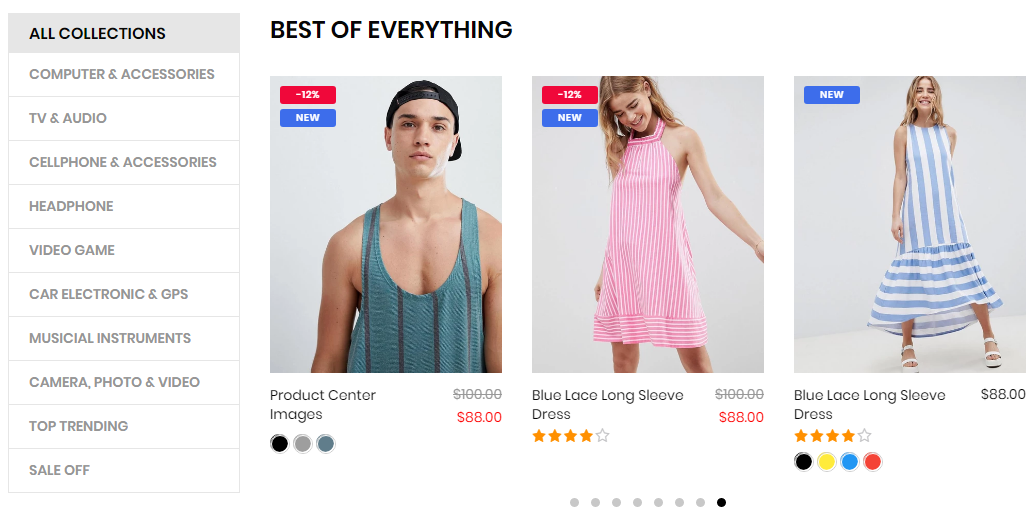 ALL COLLECTIONS
COMPUTER & ACCESSORIES
TV & AUDIO
CELLPHONE & ACCESSORIES
HEADPHONE
VIDEO GAME
CAR ELECTRONIC & GPS
MUSICIAL INSTRUMENTS
CAMERA, PHOTO & VIDEO
TOP TRENDING
SALE OFF
BEST OF EVERYTHING
-12%
NEW
Product Center
Images
$100.00
$88.00
-12%
NEW
Blue Lace Long Sleeve
Dress
$100.00
$88.00
NEW
Blue Lace Long Sleeve
Dress
$88.00